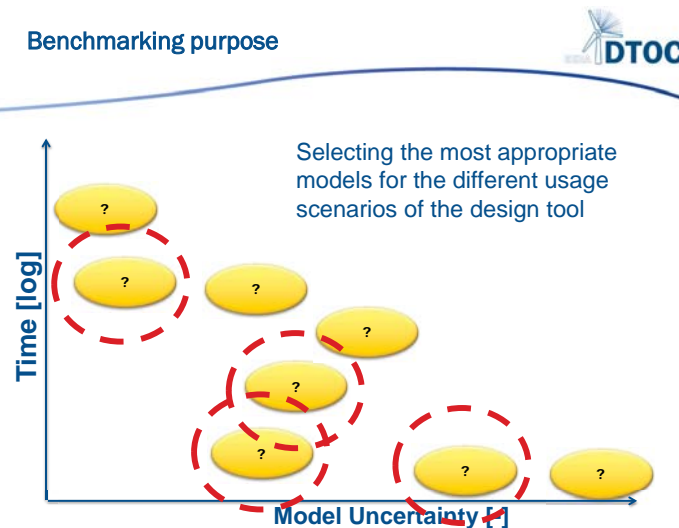 Benchmarking purpose
DTOC
Selecting the most appropriate
models for the different usage
scenarios of the design tool
Time [log]
?
?
?
?
?
?
?
?
Model Uncertainty [-]